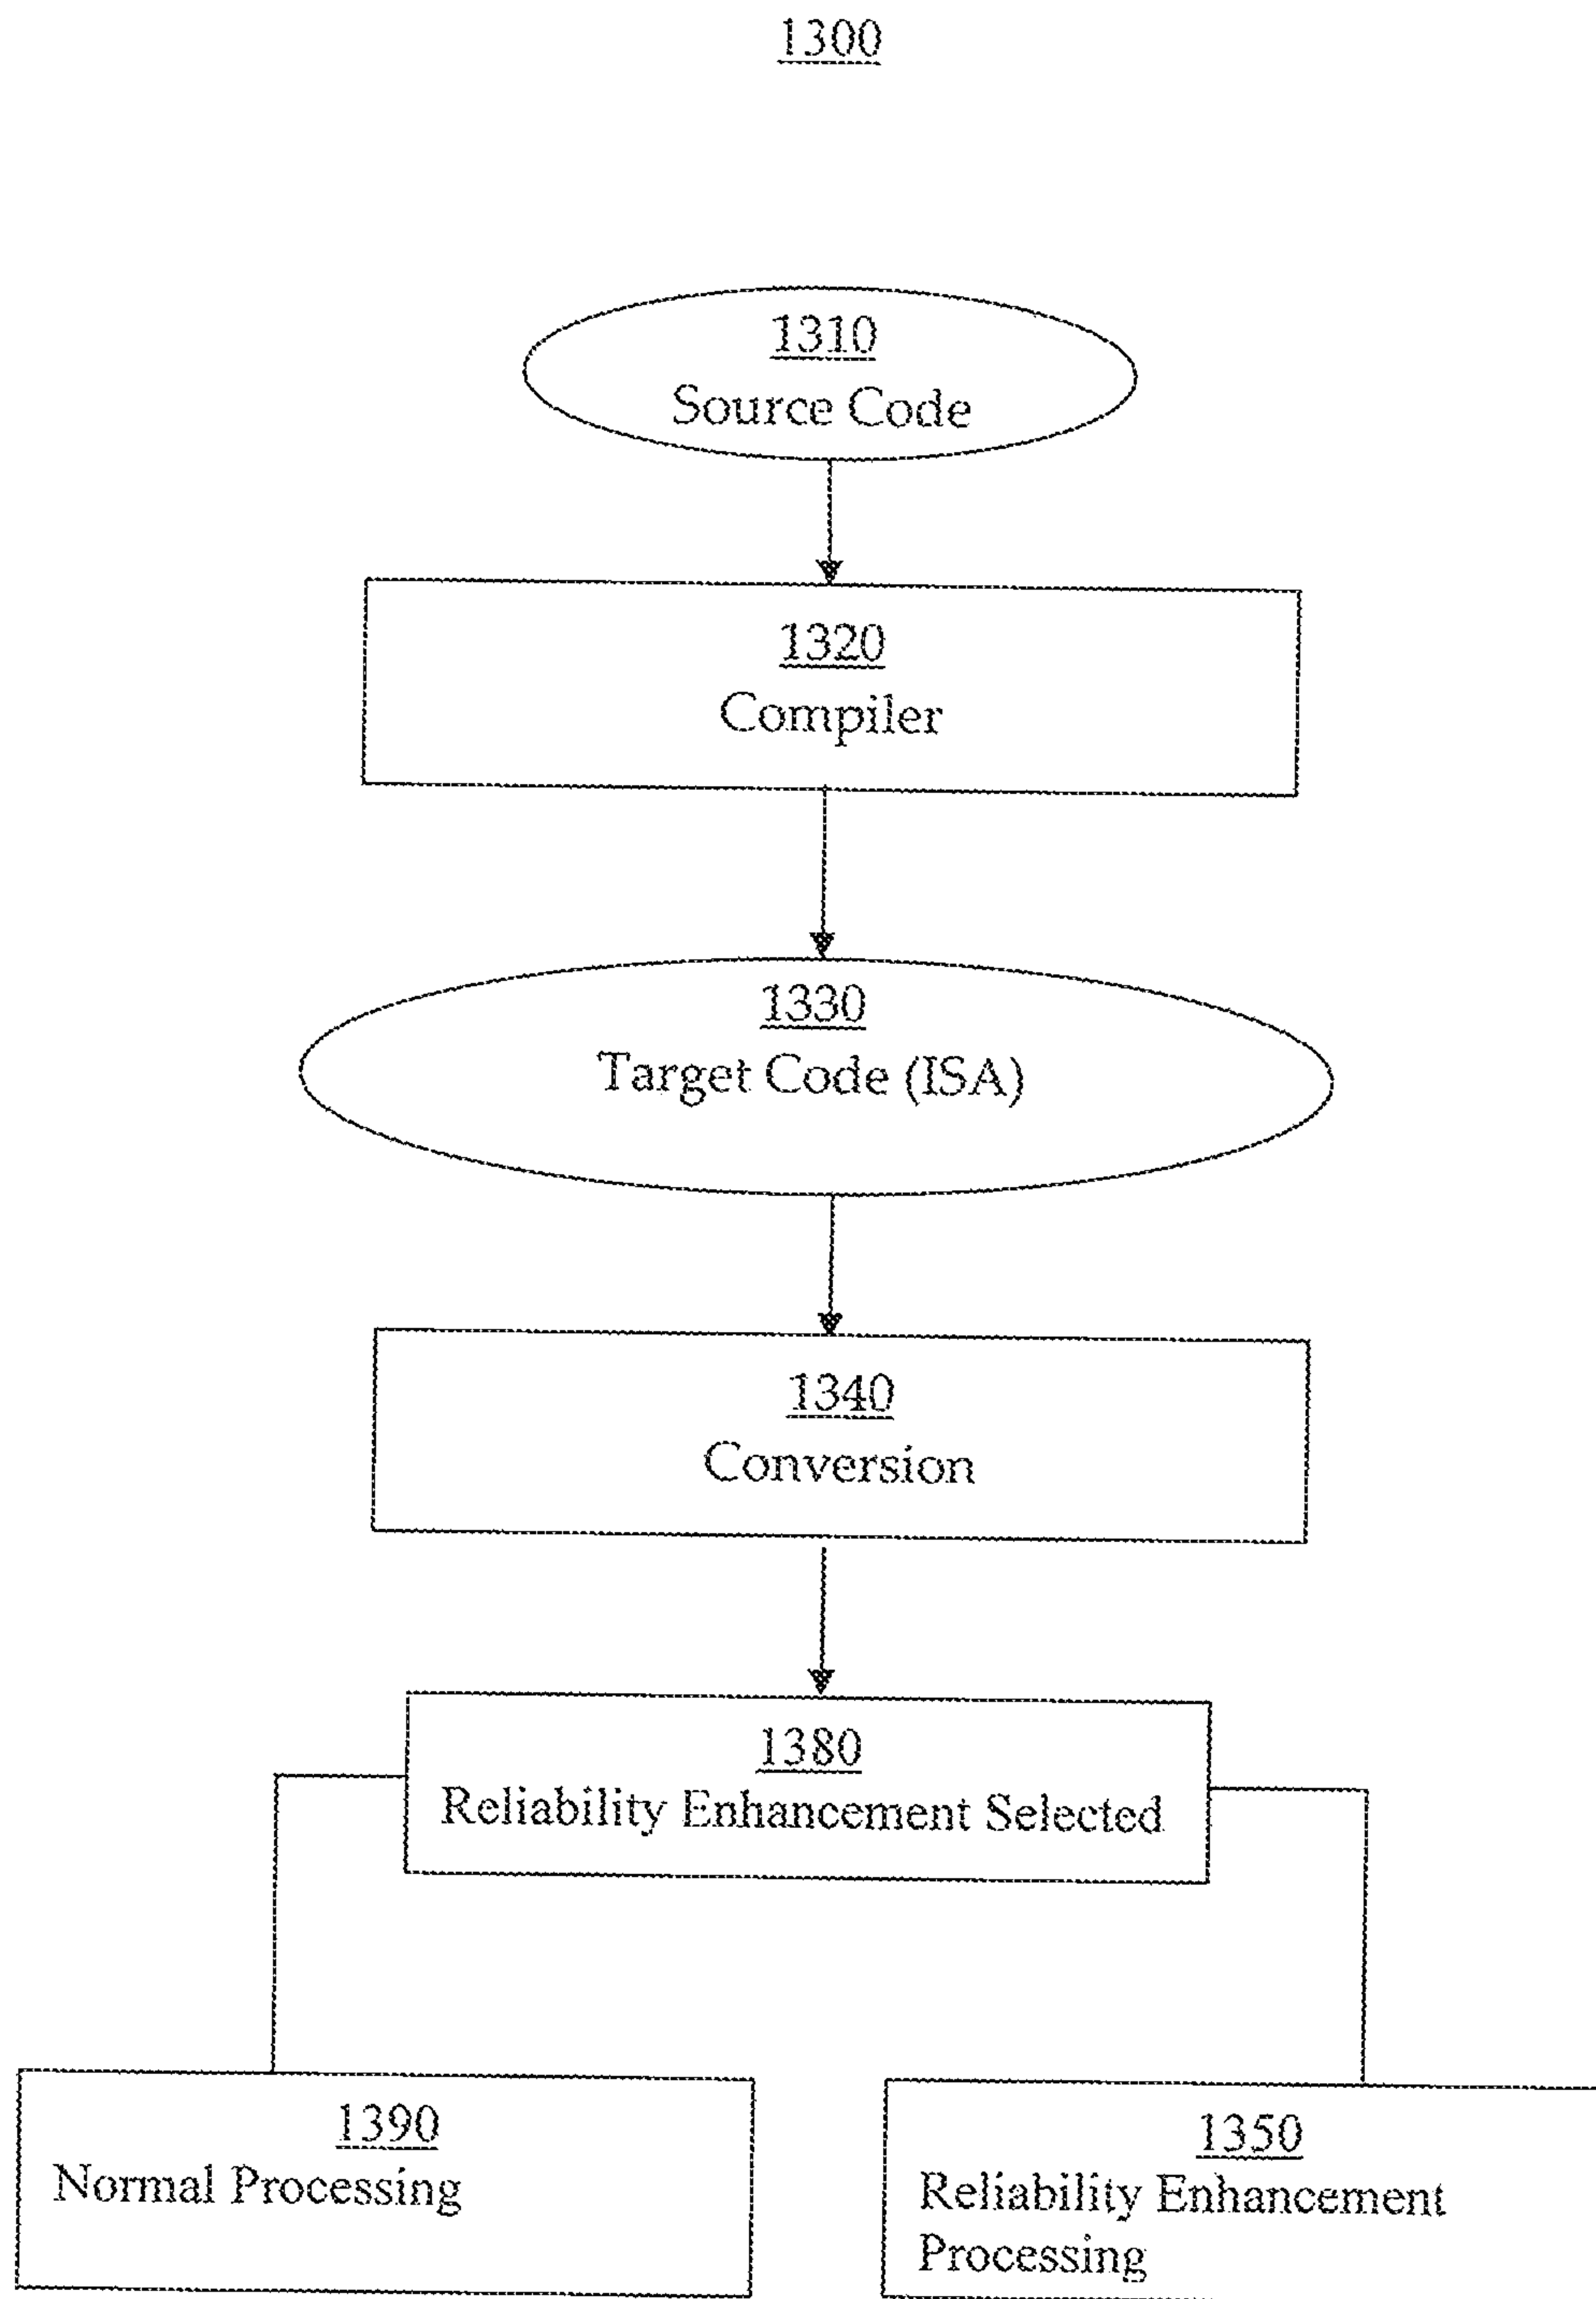 1300
1310
Source Code
1320
Compiler
1330
Target Code (ISA)
1340
Conversion
1380
Reliability Enhancement Selected
1390
Normal Processing
1350
Reliability Enhancement
Processing